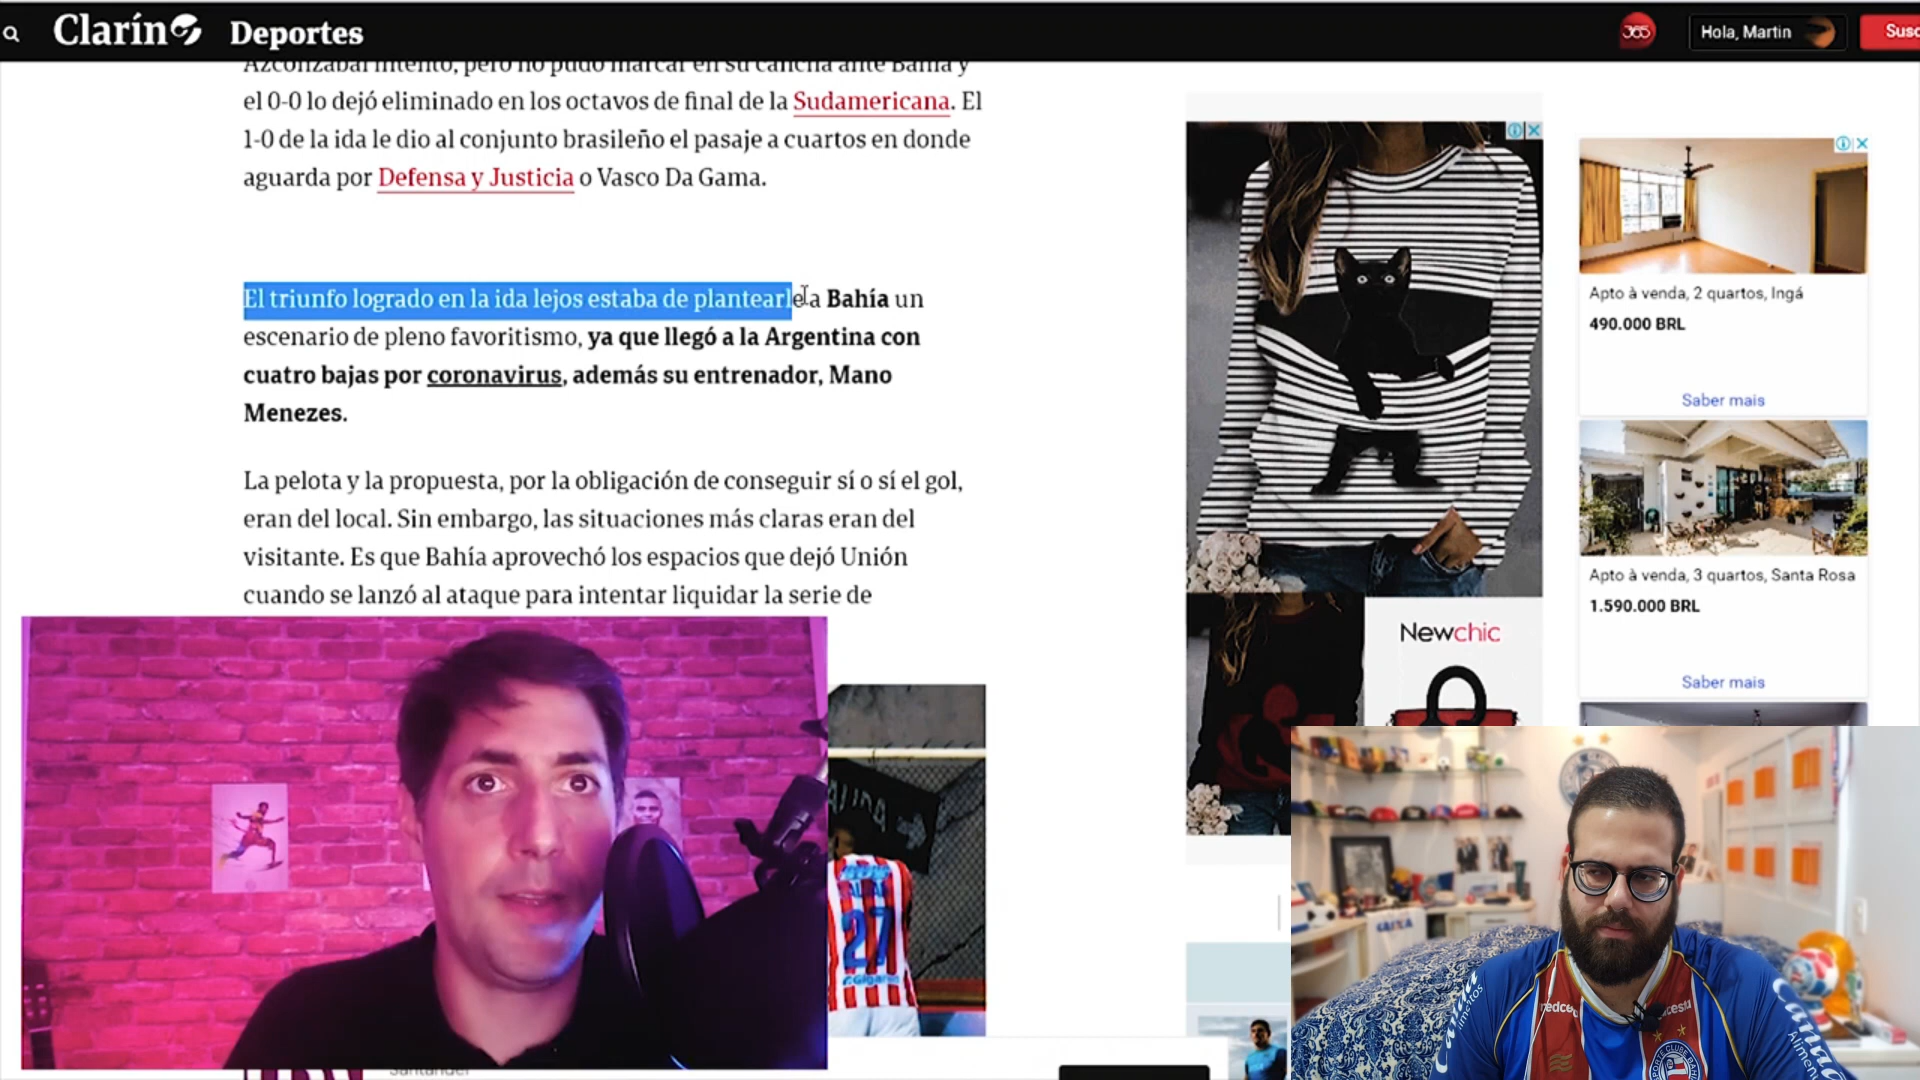 Clarín
Deportes
365
Hola, Martin
Susc
Azconzábal intentó, pero no pudo marcar en su cancha ante Bahía y
el 0-0 lo dejó eliminado en los octavos de final de la Sudamericana. El
1-0 de la ida le dio al conjunto brasileño el pasaje a cuartos en donde
aguarda por Defensa y Justicia o Vasco Da Gama.
El triunfo logrado en la ida lejos estaba de plantearle a Bahía un
escenario de pleno favoritismo, ya que llegó a la Argentina con
cuatro bajas por coronavirus, además su entrenador, Mano
Menezes.
La pelota y la propuesta, por la obligación de conseguir sí o sí el gol,
eran del local. Sin embargo, las situaciones más claras eran del
visitante. Es que Bahía aprovechó los espacios que dejó Unión
cuando se lanzó al ataque para intentar liquidar la serie de
Apto à venda, 2 quartos, Ingá
490.000 BRL
Saber mais
Apto à venda, 3 quartos, Santa Rosa
1.590.000 BRL
Saber mais
Newchic
27
Santander
Canaã
Alimentos